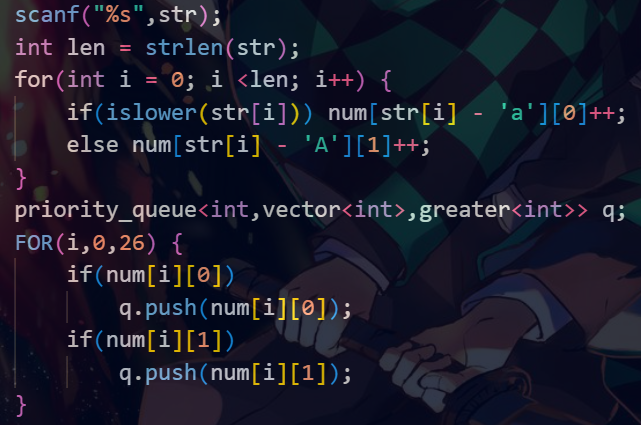 scanf("%s",str);
int len = strlen(str);
for(int i = 0; i <len; i++) {
    if(islower(str[i])) num[str[i] - 'a'][0]++;
    else num[str[i] - 'A'][1]++;
}
priority_queue<int,vector<int>,greater<int>> q;
FOR(i,0,26) {
    if(num[i][0])
        q.push(num[i][0]);
    if(num[i][1])
        q.push(num[i][1]);
}